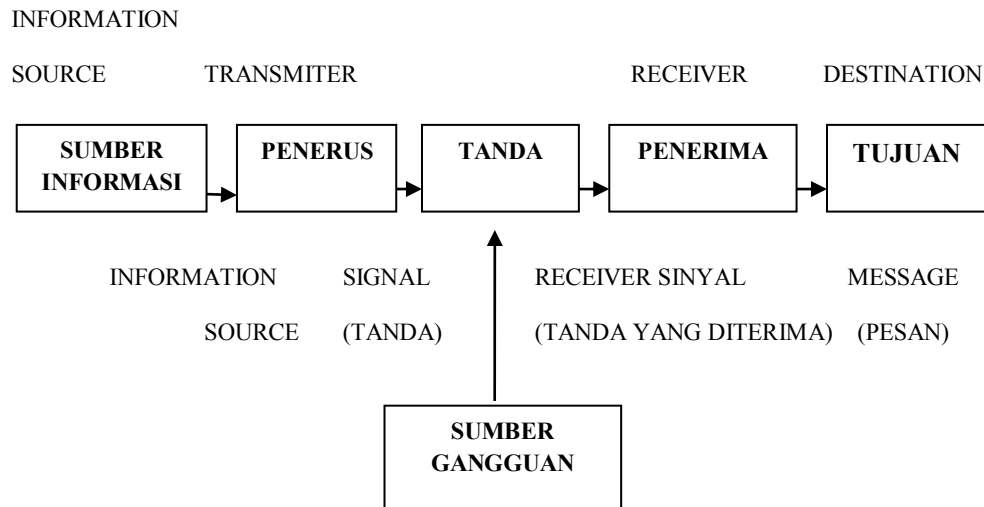 INFORMATION
SOURCE TRANSMITER RECEIVER DESTINATION
SUMBER INFORMASI PENERUS TANDA PENERIMA TUJUAN
INFORMATION SIGNAL RECEIVER SINYAL MESSAGE
SOURCE (TANDA) (TANDA YANG DITERIMA) (PESAN)
SUMBER
GANGGUAN